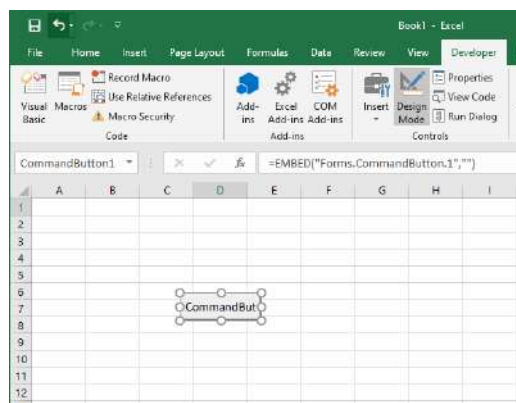 Book1 - Excel
File Home Insert Page Layout Formulas Data Review View Developer
Visual Basic
Macros
Record Macro
Use Relative References
Macro Security
Code
Add-ins
Excel Add-ins
COM Add-ins
Add-ins
Insert
Design Mode
Properties
View Code
Run Dialog
Controls
CommandButton1 fx =EMBED("Forms.CommandButton.1","")
A B C D E F G H I
1
2
3
4
5
6
7 CommandBut
8
9
10
11
12